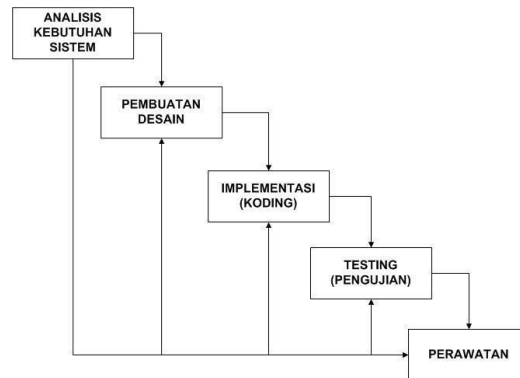 ANALISIS
KEBUTUHAN
SISTEM
PEMBUATAN
DESAIN
IMPLEMENTASI
(KODING)
TESTING
(PENGUJIAN)
PERAWATAN